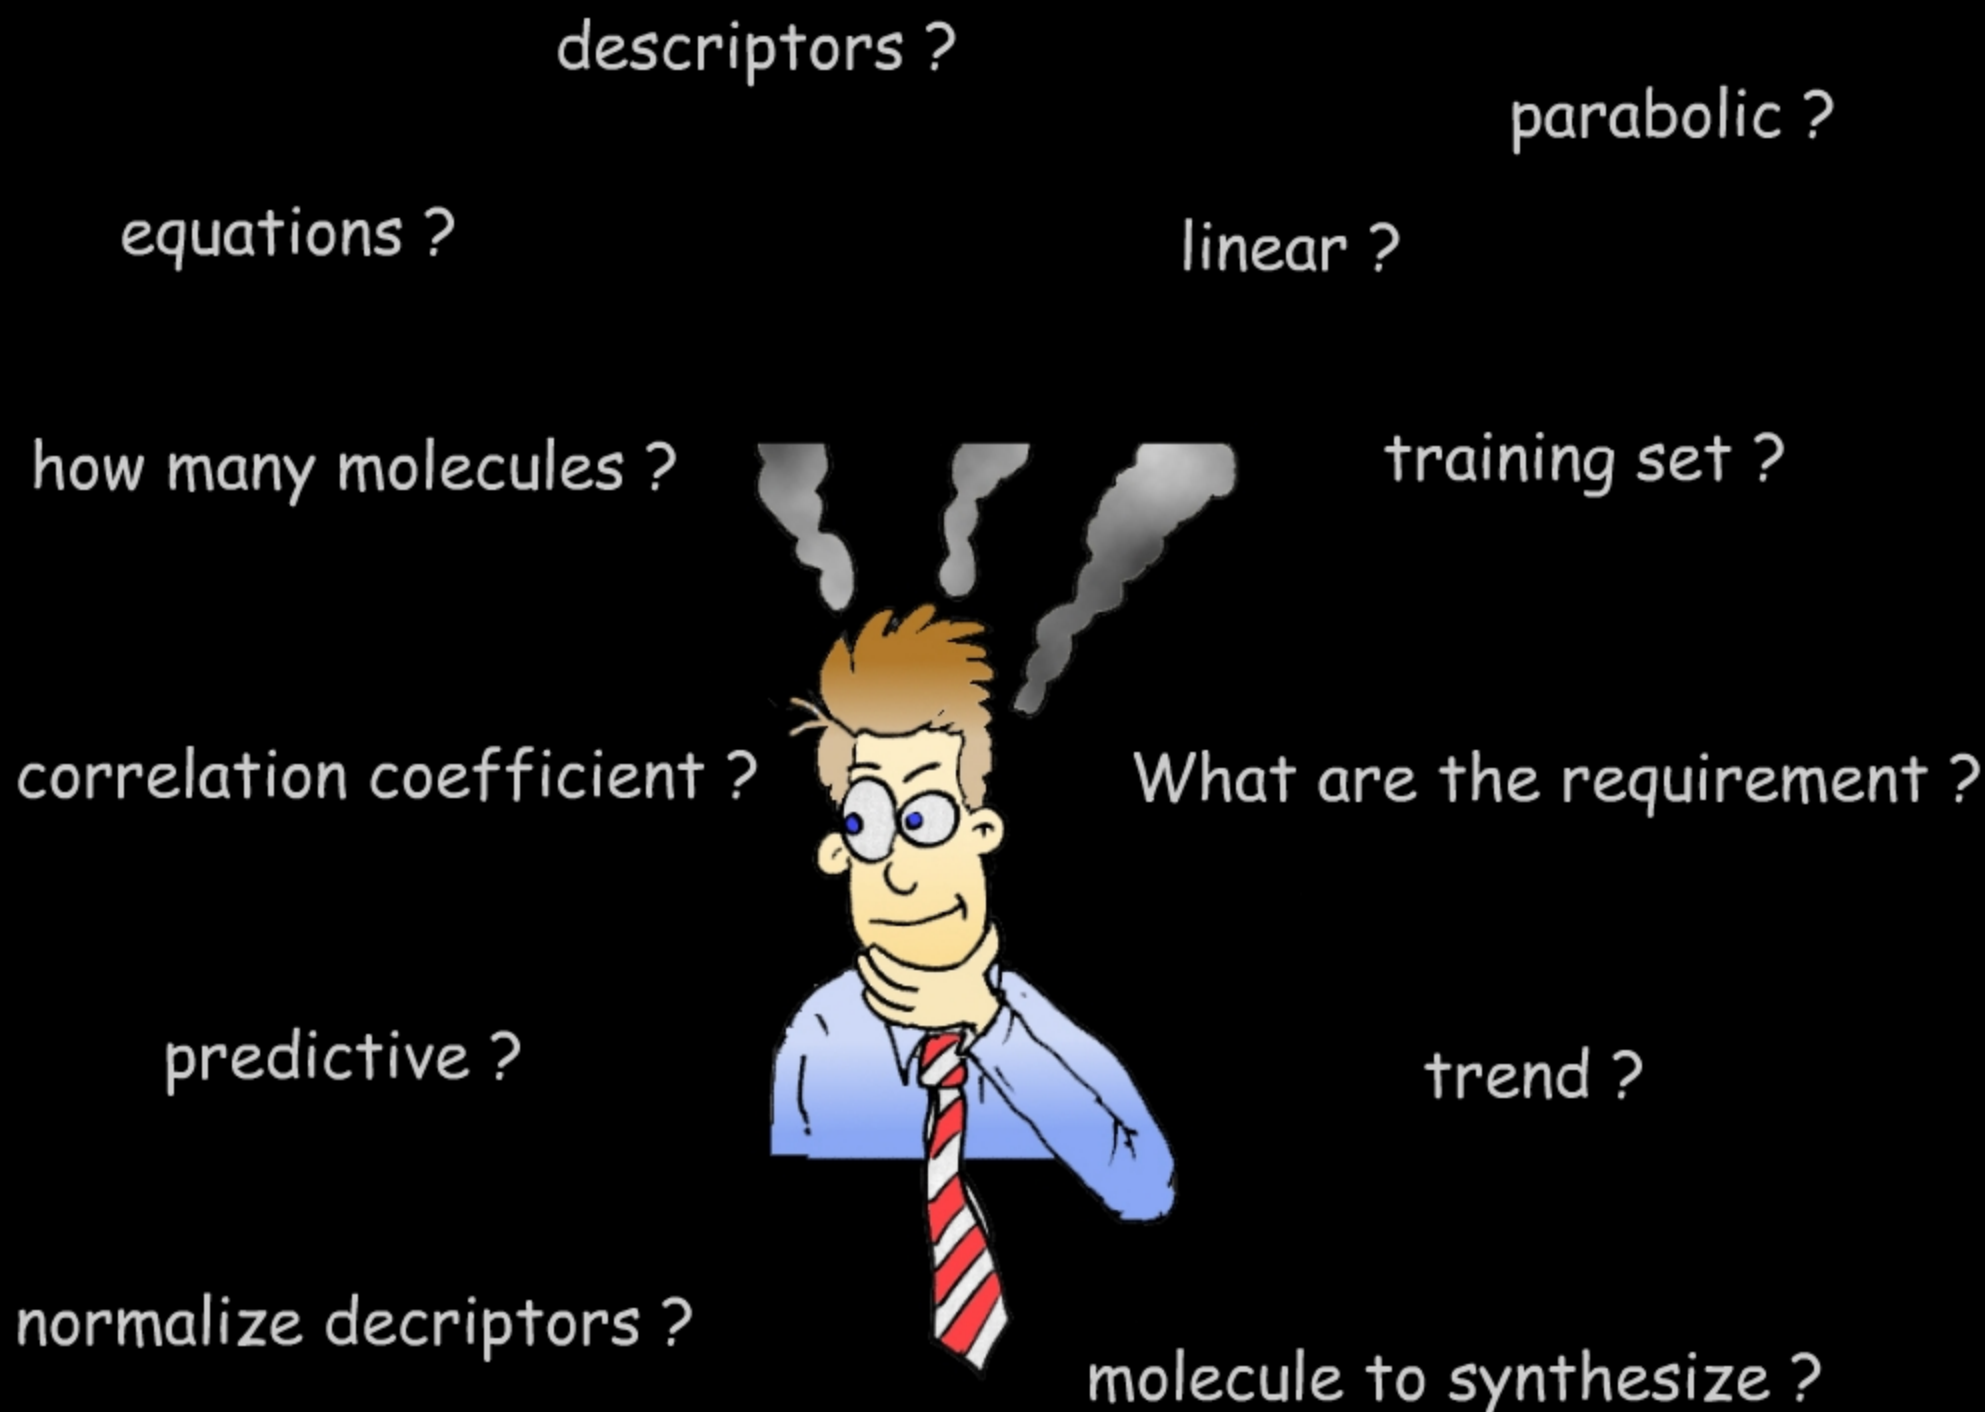 descriptors ?
parabolic ?
equations ?
linear ?
how many molecules ?
training set ?
correlation coefficient ?
What are the requirement ?
predictive ?
trend ?
normalize decriptors ?
molecule to synthesize ?